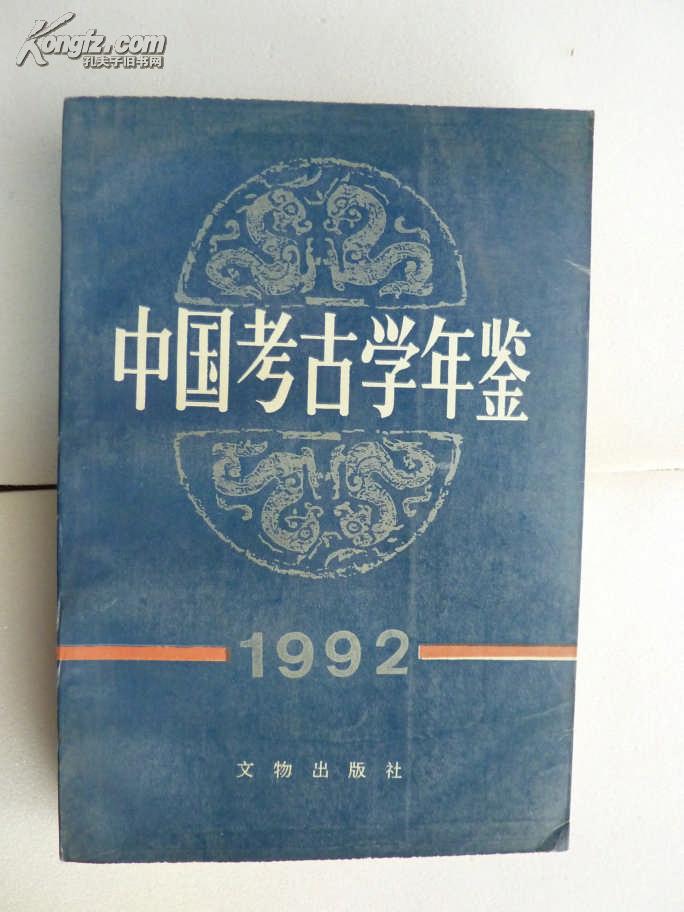 Kongfz.com
孔夫子旧书网
中国考古学年鉴
1992
文物出版社